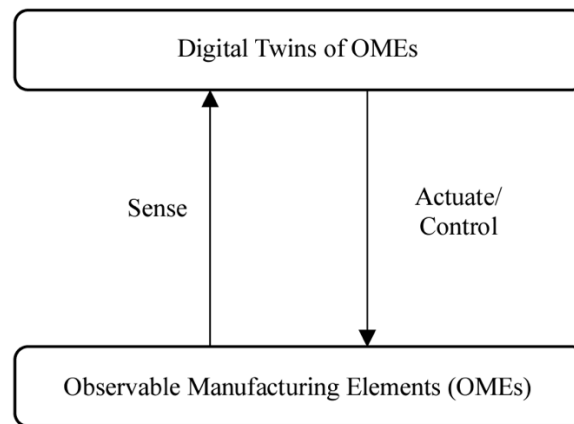 Digital Twins of OMEs
Sense
Actuate/
Control
Observable Manufacturing Elements (OMEs)